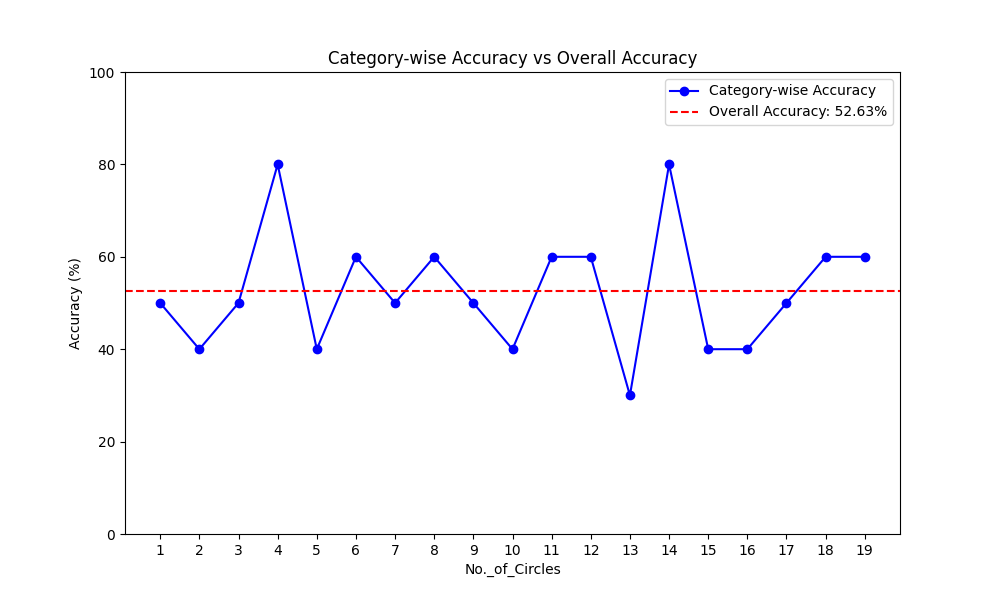 Category-wise Accuracy vs Overall Accuracy
Category-wise Accuracy
Overall Accuracy: 52.63%
Accuracy (%)
100
80
60
40
20
0
1 2 3 4 5 6 7 8 9 10 11 12 13 14 15 16 17 18 19
No._of_Circles